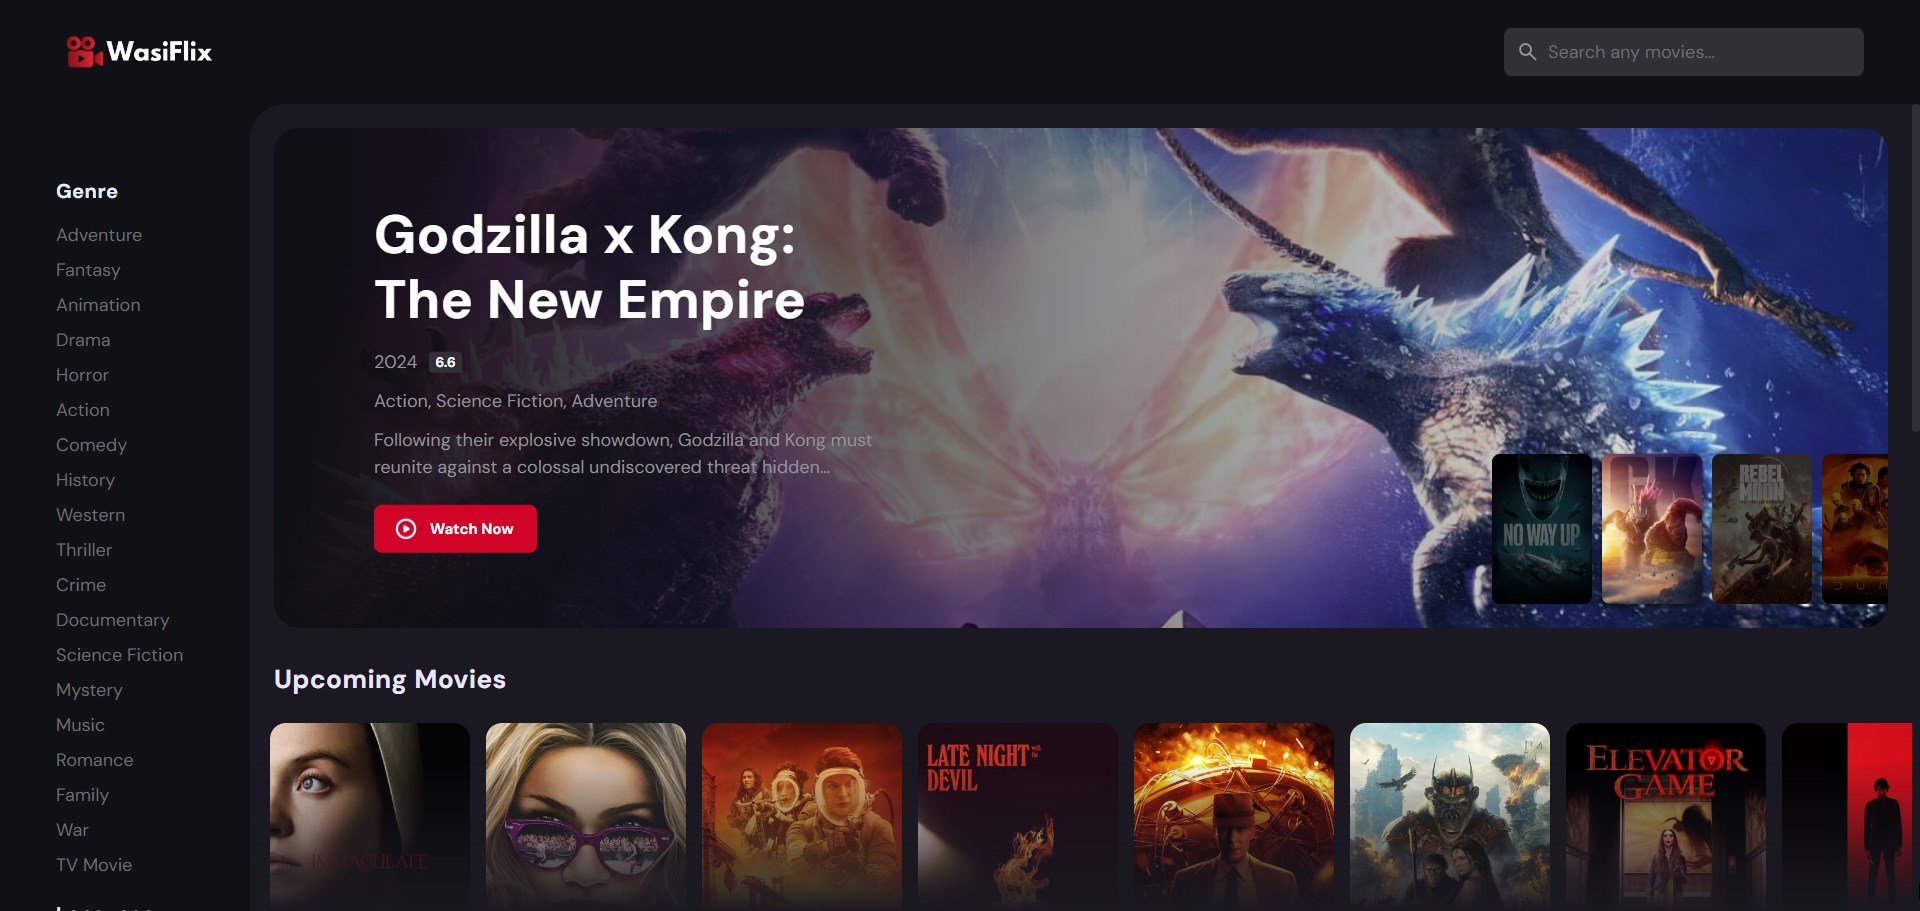 WasiFlix
Search any movies...
Genre
Adventure
Fantasy
Animation
Drama
Horror
Action
Comedy
History
Western
Thriller
Crime
Documentary
Science Fiction
Mystery
Music
Romance
Family
War
TV Movie
Godzilla x Kong:
The New Empire
2024 6.6
Action, Science Fiction, Adventure
Following their explosive showdown, Godzilla and Kong must
reunite against a colossal undiscovered threat hidden...
Watch Now
NO WAY UP
REBEL
MOON
Upcoming Movies
IMMACULATE
LATE NIGHT with the
DEVIL
ELEVATOR
GAME